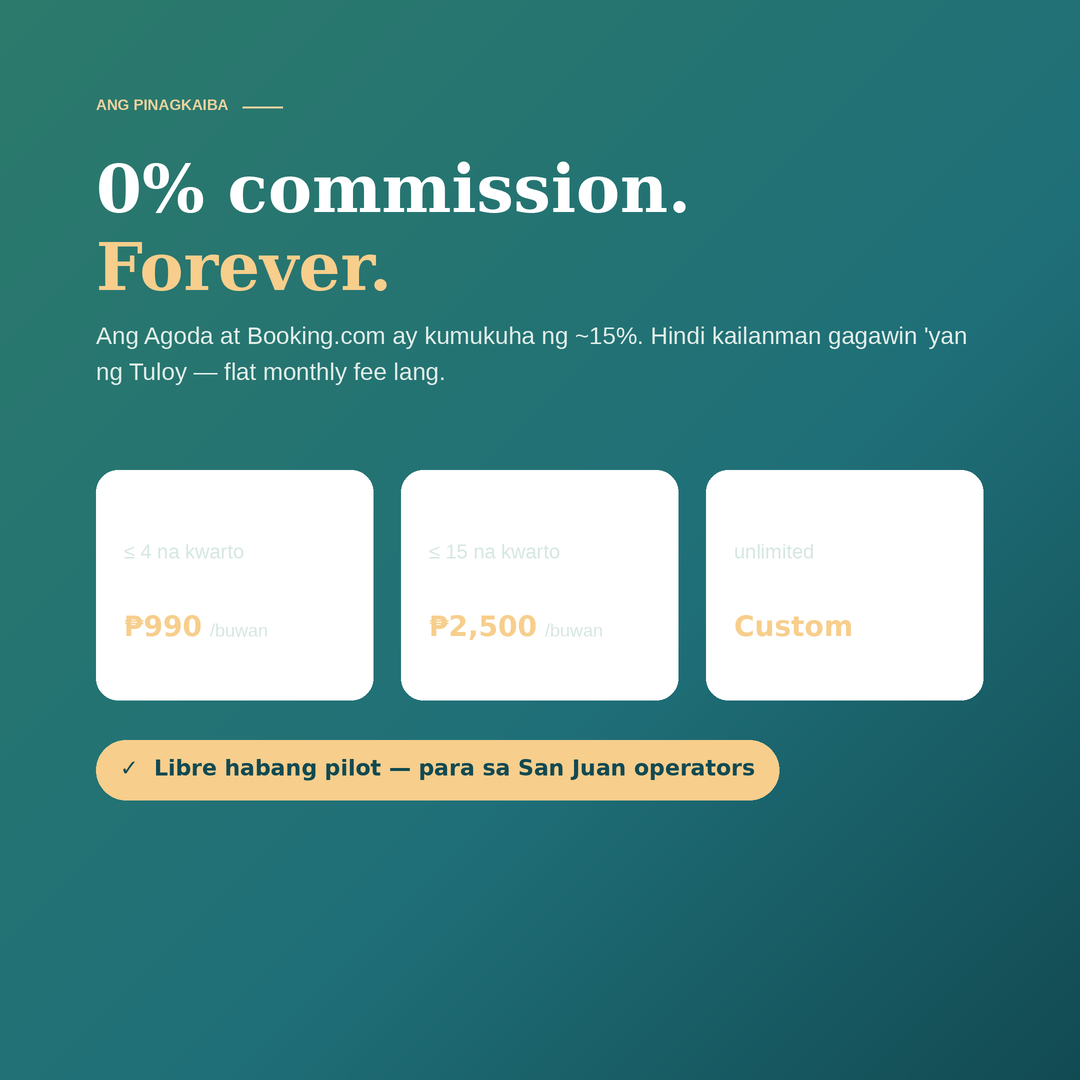 ANG PINAGKAIBA
0% commission.
Forever.
Ang Agoda at Booking.com ay kumukuha ng ~15%. Hindi kailanman gagawin 'yan
ng Tuloy — flat monthly fee lang.
≤ 4 na kwarto
≤ 15 na kwarto
unlimited
₱990 /buwan
₱2,500 /buwan
Custom
✓ Libre habang pilot — para sa San Juan operators